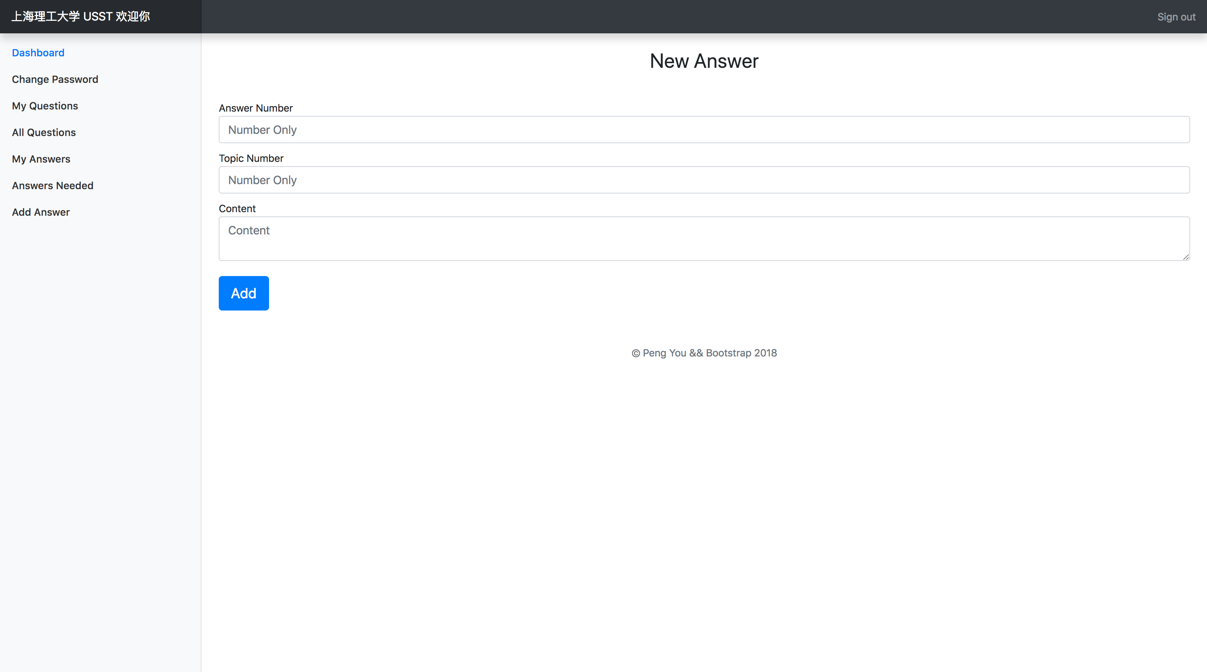 上海理工大学 USST 欢迎你
Sign out
Dashboard
Change Password
My Questions
All Questions
My Answers
Answers Needed
Add Answer
New Answer
Answer Number
Number Only
Topic Number
Number Only
Content
Content
Add
© Peng You && Bootstrap 2018